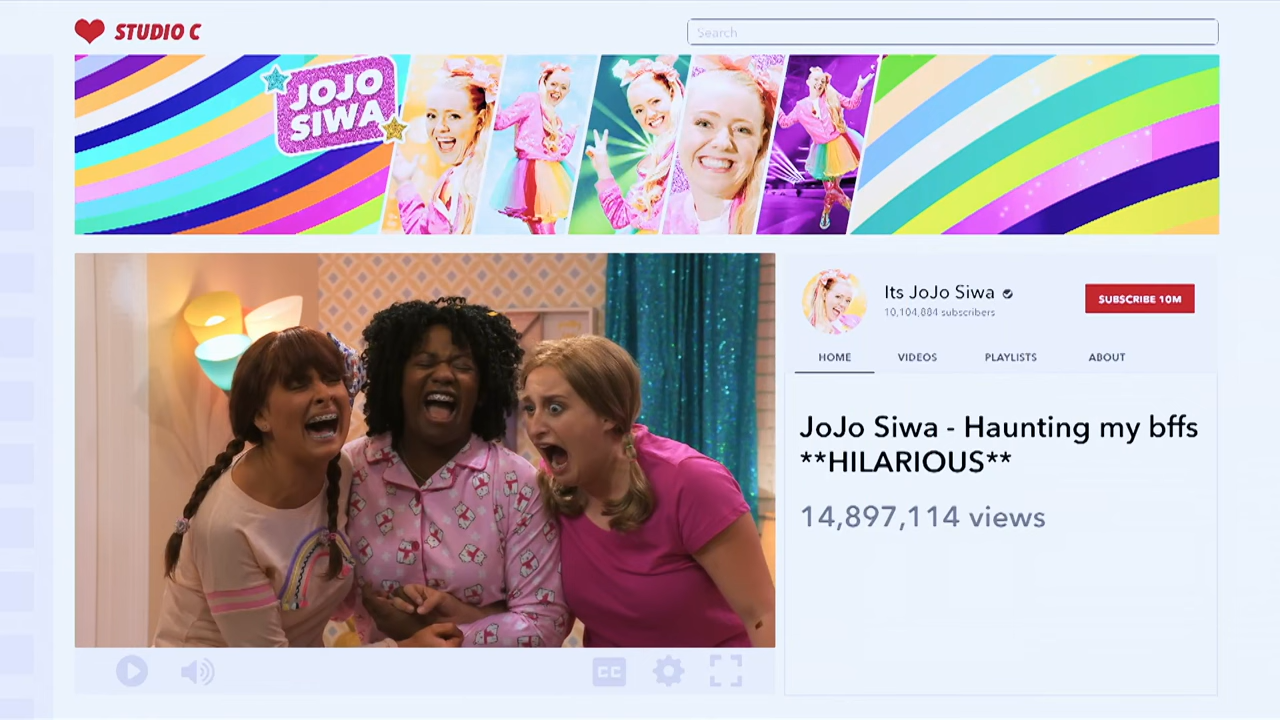 STUDIO C
Search
JOJO
SIWA
Its JoJo Siwa
10,104,884 subscribers
SUBSCRIBE 10M
HOME VIDEOS PLAYLISTS ABOUT
JoJo Siwa - Haunting my bffs
**HILARIOUS**
14,897,114 views
CC